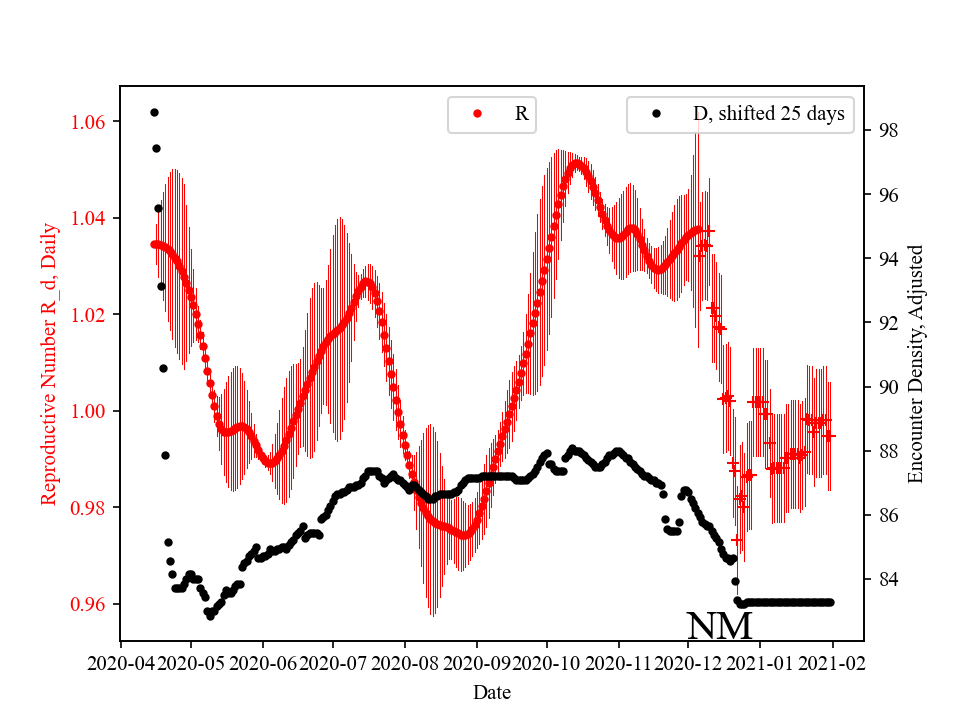 R
D, shifted 25 days
Reproductive Number R_d, Daily
1.06
1.04
1.02
1.00
0.98
0.96
98
96
94
92
90
88
86
84
Encounter Density, Adjusted
NM
2020-04 2020-05 2020-06 2020-07 2020-08 2020-09 2020-10 2020-11 2020-12 2021-01 2021-02
Date